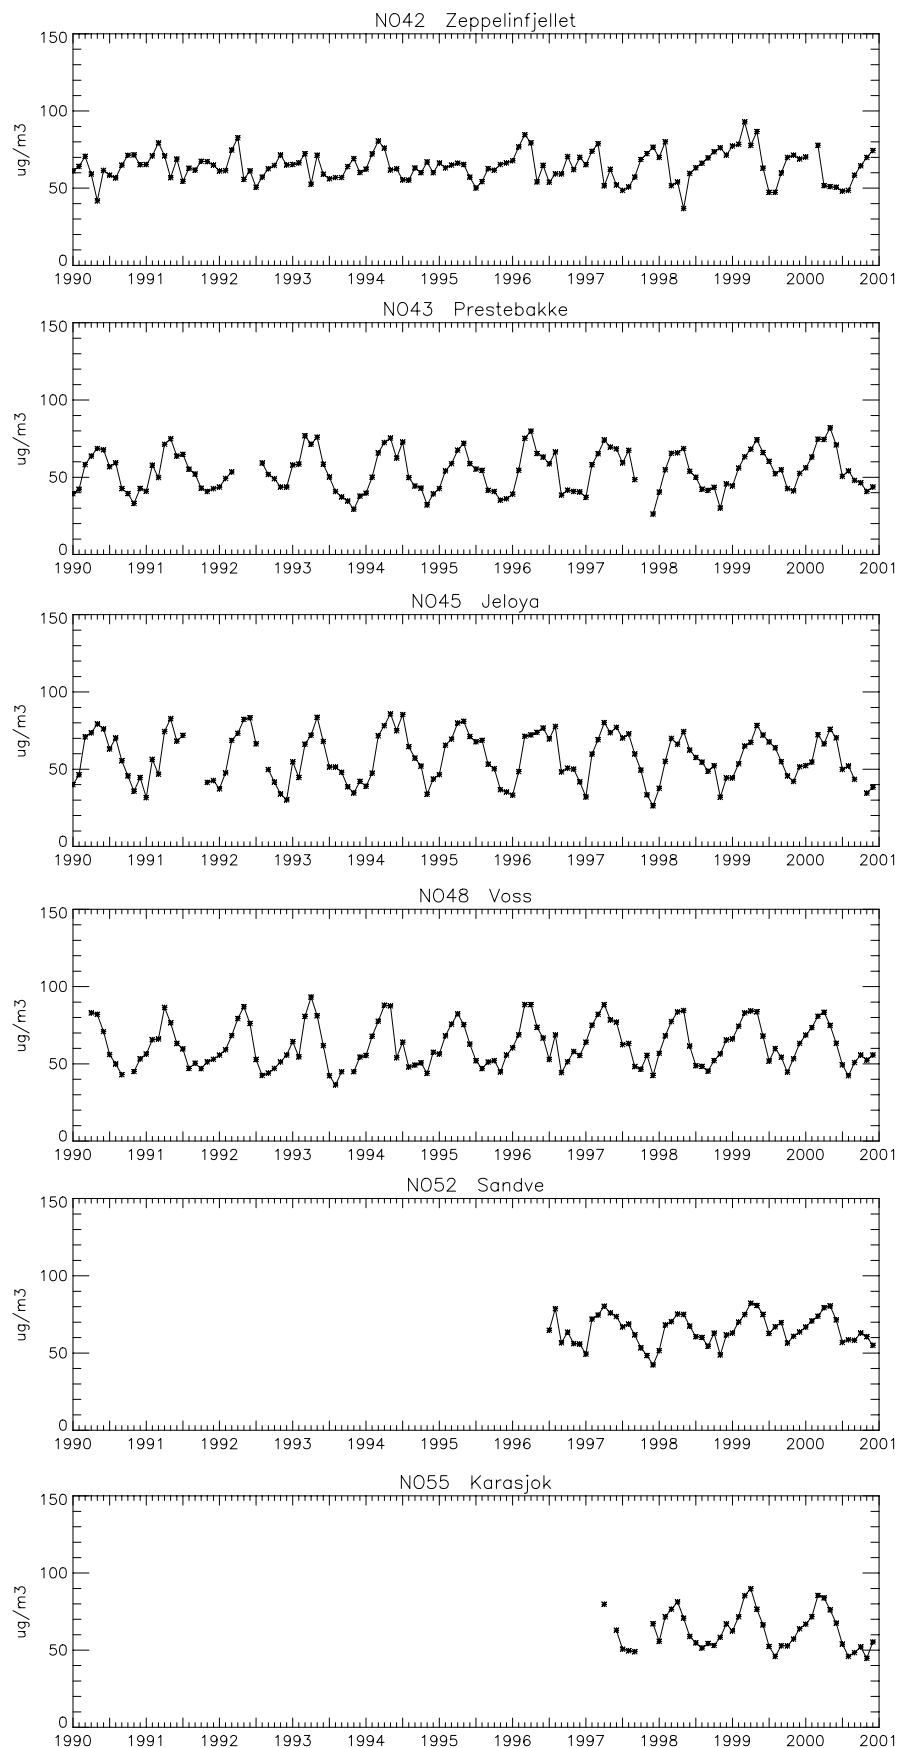 NO42 Zeppelinfjellet
150
100
50
0
ug/m3
1990 1991 1992 1993 1994 1995 1996 1997 1998 1999 2000 2001
NO43 Prestebakke
150
100
50
0
ug/m3
1990 1991 1992 1993 1994 1995 1996 1997 1998 1999 2000 2001
NO45 Jeloya
150
100
50
0
ug/m3
1990 1991 1992 1993 1994 1995 1996 1997 1998 1999 2000 2001
NO48 Voss
150
100
50
0
ug/m3
1990 1991 1992 1993 1994 1995 1996 1997 1998 1999 2000 2001
NO52 Sandve
150
100
50
0
ug/m3
1990 1991 1992 1993 1994 1995 1996 1997 1998 1999 2000 2001
NO55 Karasjok
150
100
50
0
ug/m3
1990 1991 1992 1993 1994 1995 1996 1997 1998 1999 2000 2001